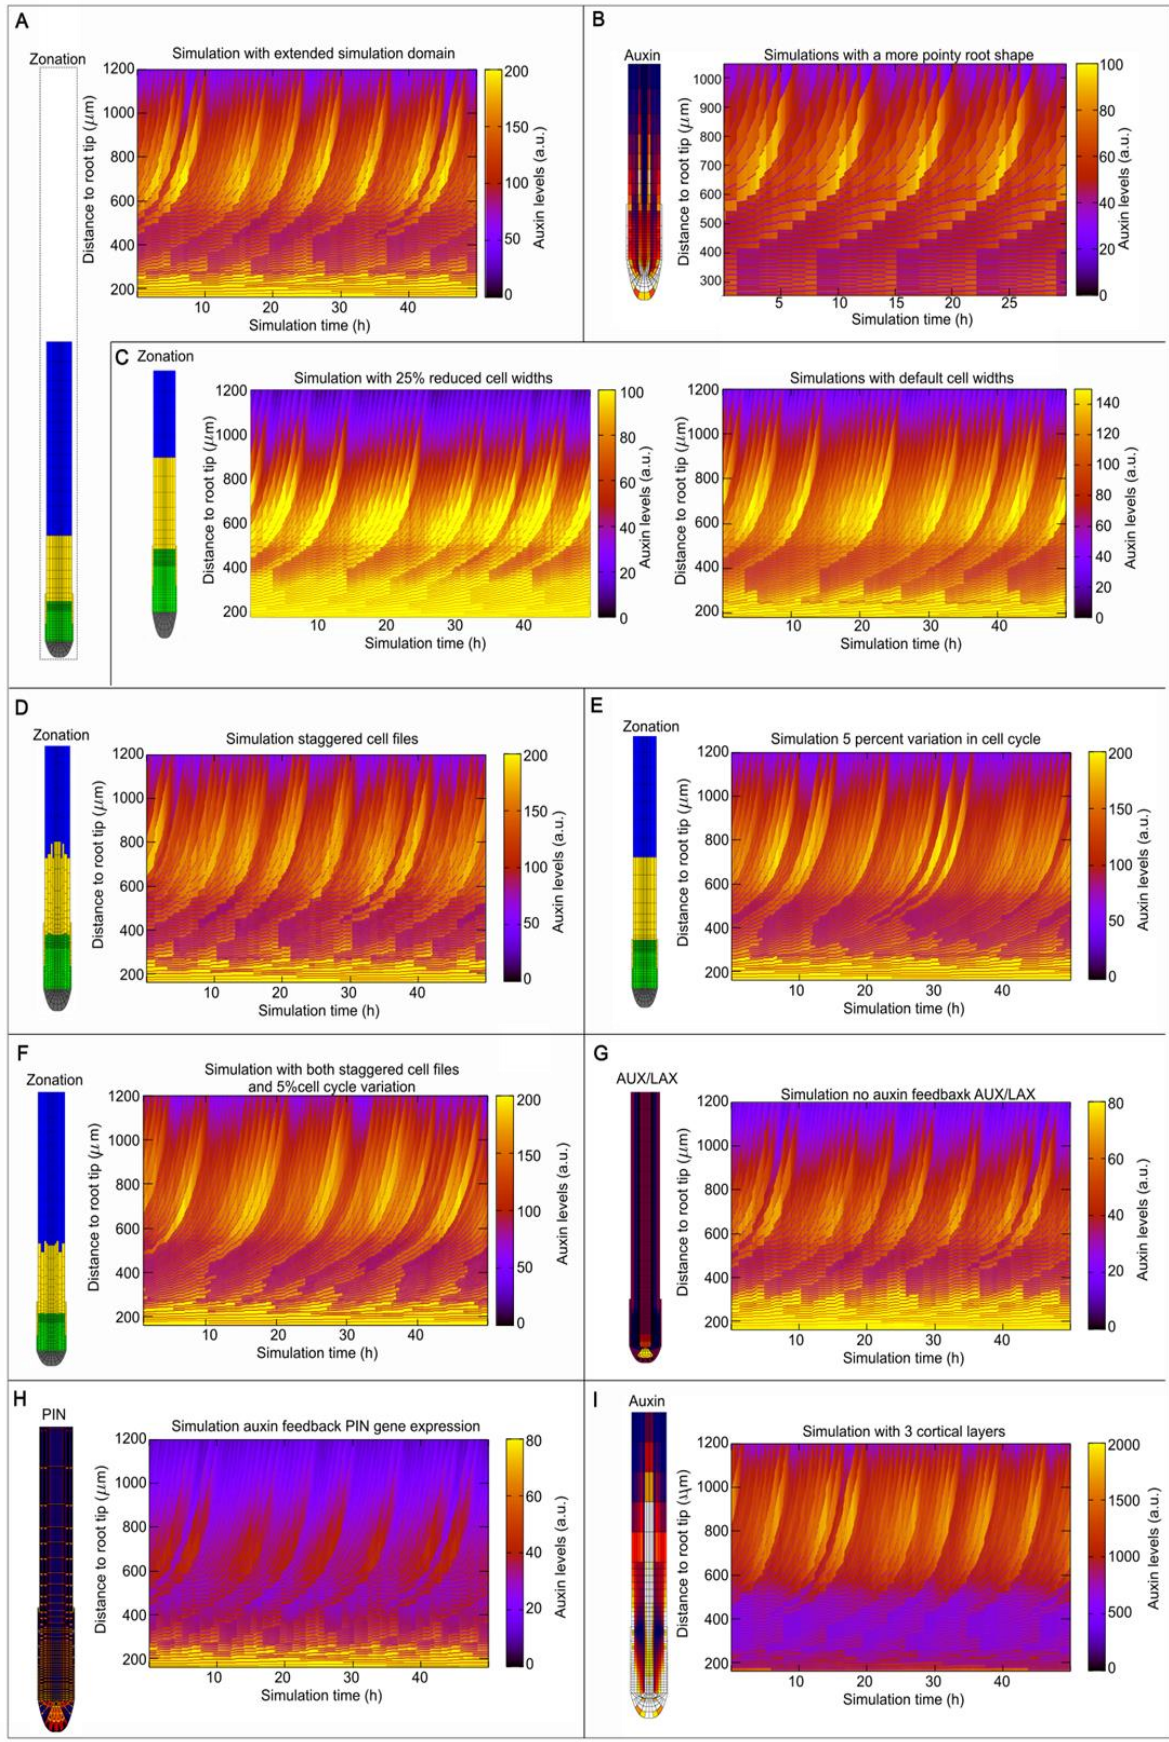 A
Zonation
Simulation with extended simulation domain
Distance to root tip (μm)
1200
1000
800
600
400
200
10
20
30
40
Simulation time (h)
200
150
100
50
0
Auxin levels (a.u.)
B
Auxin
Simulations with a more pointy root shape
Distance to root tip (μm)
1000
900
800
700
600
500
400
300
5
10
15
20
25
Simulation time (h)
100
80
60
40
20
0
Auxin levels (a.u.)
C
Zonation
Simulation with 25% reduced cell widths
Distance to root tip (μm)
1200
1000
800
600
400
200
10
20
30
40
Simulation time (h)
100
80
60
40
20
0
Auxin levels (a.u.)
Simulations with default cell widths
Distance to root tip (μm)
1200
1000
800
600
400
200
10
20
30
40
Simulation time (h)
140
120
100
80
60
40
20
0
Auxin levels (a.u.)
D
Zonation
Simulation staggered cell files
Distance to root tip (μm)
1200
1000
800
600
400
200
10
20
30
40
Simulation time (h)
200
150
100
50
0
Auxin levels (a.u.)
E
Zonation
Simulation 5 percent variation in cell cycle
Distance to root tip (μm)
1200
1000
800
600
400
200
10
20
30
40
Simulation time (h)
200
150
100
50
0
Auxin levels (a.u.)
F
Zonation
Simulation with both staggered cell files
and 5%cell cycle variation
Distance to root tip (μm)
1200
1000
800
600
400
200
10
20
30
40
Simulation time (h)
200
150
100
50
0
Auxin levels (a.u.)
G
AUX/LAX
Simulation no auxin feedbaxk AUX/LAX
Distance to root tip (μm)
1200
1000
800
600
400
200
10
20
30
40
Simulation time (h)
80
60
40
20
0
Auxin levels (a.u.)
H
PIN
Simulation auxin feedback PIN gene expression
Distance to root tip (μm)
1200
1000
800
600
400
200
10
20
30
40
Simulation time (h)
80
60
40
20
0
Auxin levels (a.u.)
I
Auxin
Simulation with 3 cortical layers
Distance to root tip (μm)
1200
1000
800
600
400
200
10
20
30
40
Simulation time (h)
2000
1500
1000
500
0
Auxin levels (a.u.)